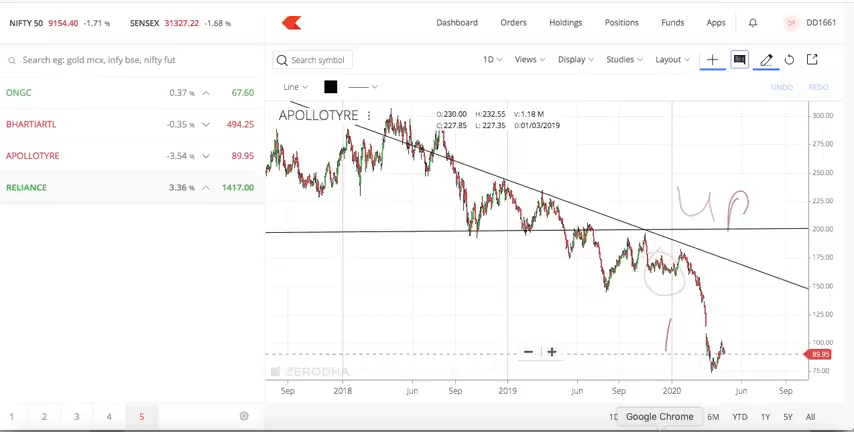 NIFTY 50 9154.40 -1.71 % SENSEX 31327.22 -1.68 %
Dashboard Orders Holdings Positions Funds Apps DD1661
Search eg: gold mcx, infy bse, nifty fut
ONGC 0.37 % 67.60
BHARTIARTL -0.35 % 494.25
APOLLOTYRE -3.54 % 89.95
RELIANCE 3.36 % 1417.00
1 2 3 4 5
Search symbol 1D Views Display Studies Layout
Line UNDO REDO
APOLLOTYRE O:230.00 H:232.55 V:1.18 M
C:227.85 L:227.35 D:01/03/2019
300.00
275.00
250.00
225.00
200.00
175.00
150.00
100.00
89.95
75.00
up
ZERODHA
Sep 2018 Jun Sep 2019 Jun Sep 2020 Jun Sep
Google Chrome 6M YTD 1Y 5Y All